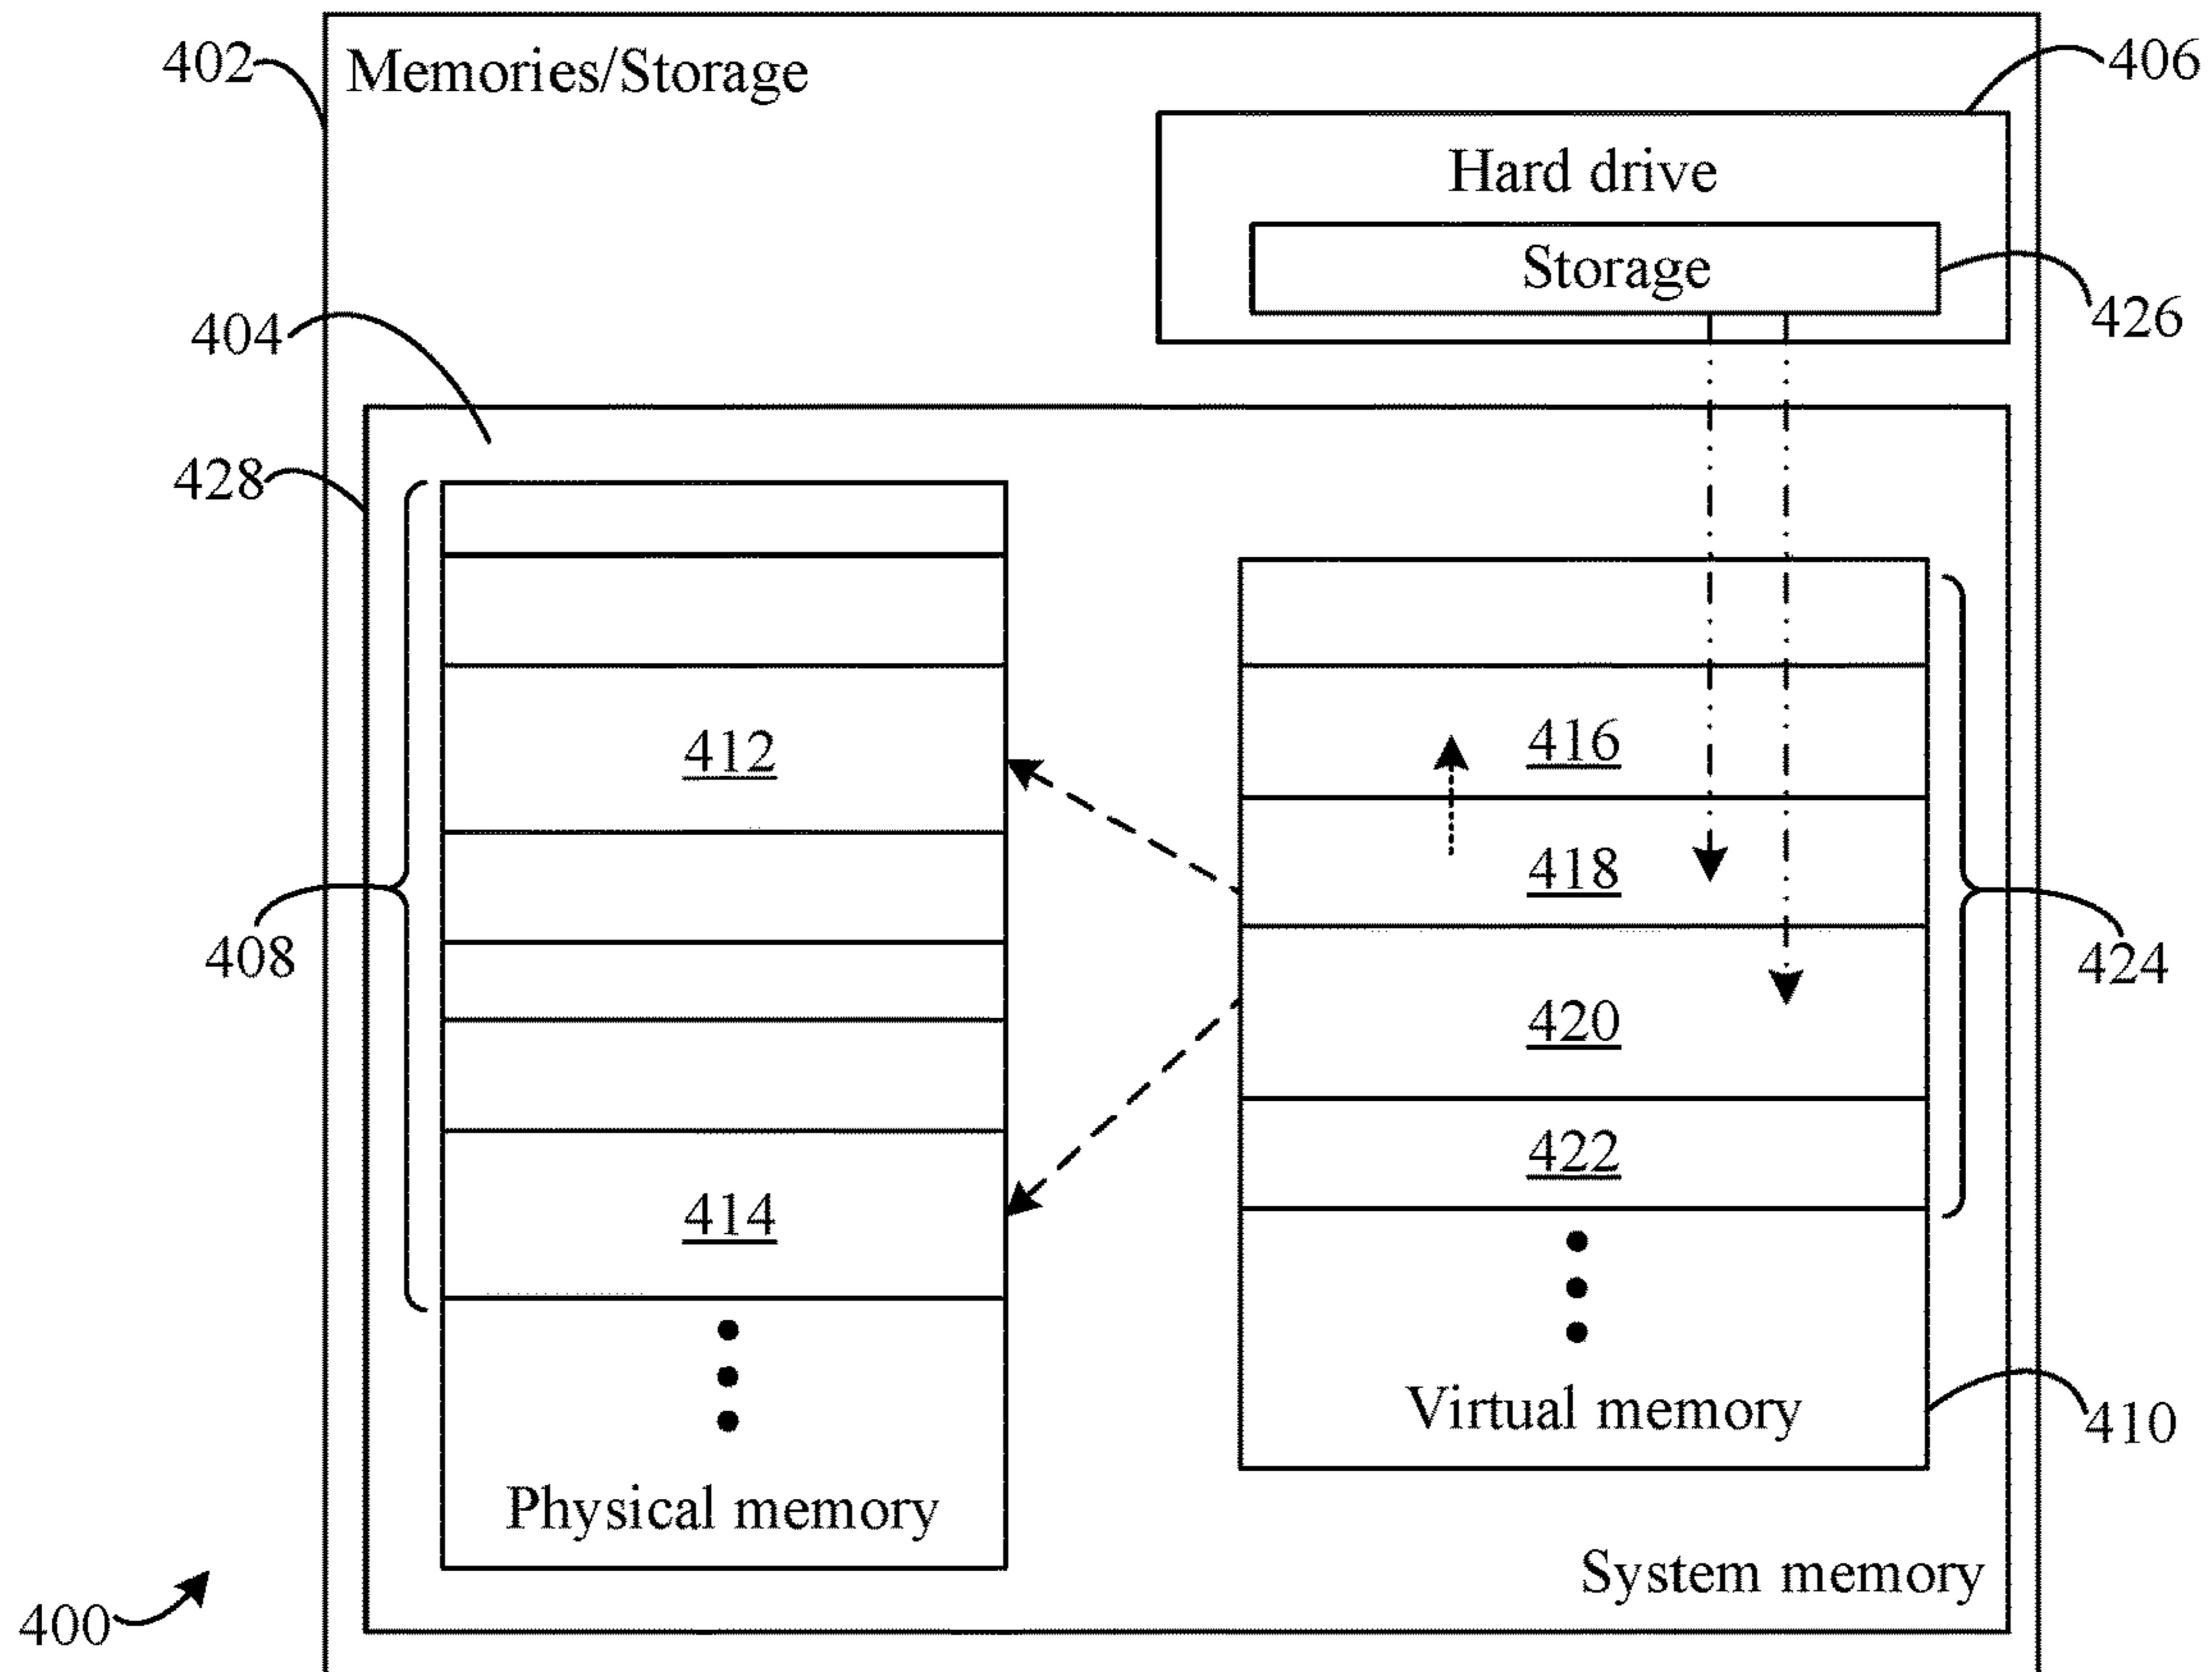 402
Memories/Storage
406
Hard drive
Storage
426
404
428
412
416
418
408
424
420
422
414
Virtual memory
410
Physical memory
System memory
400